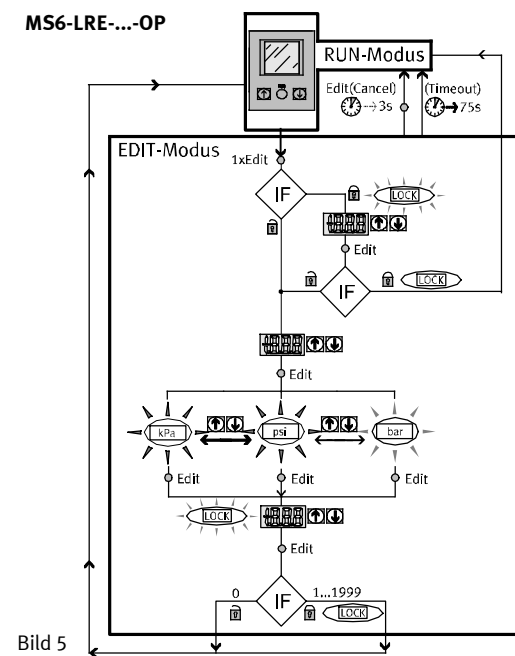 MS6-LRE-...-OP
RUN-Modus
Edit(Cancel) (Timeout)
3s 75s
EDIT-Modus
1xEdit
IF
LOCK
Edit
IF
LOCK
Edit
kPa psi bar
Edit Edit Edit
LOCK
Edit
0 IF 1...1999
LOCK
Bild 5